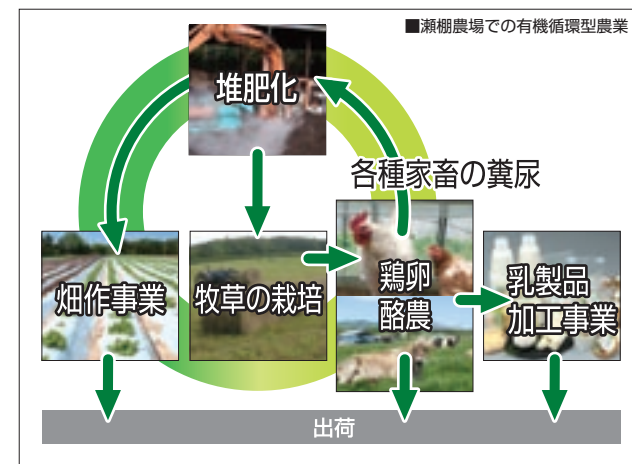 ■瀬棚農場での有機循環型農業
堆肥化
各種家畜の糞尿
畑作事業
牧草の栽培
鶏卵
酪農
乳製品
加工事業
出荷